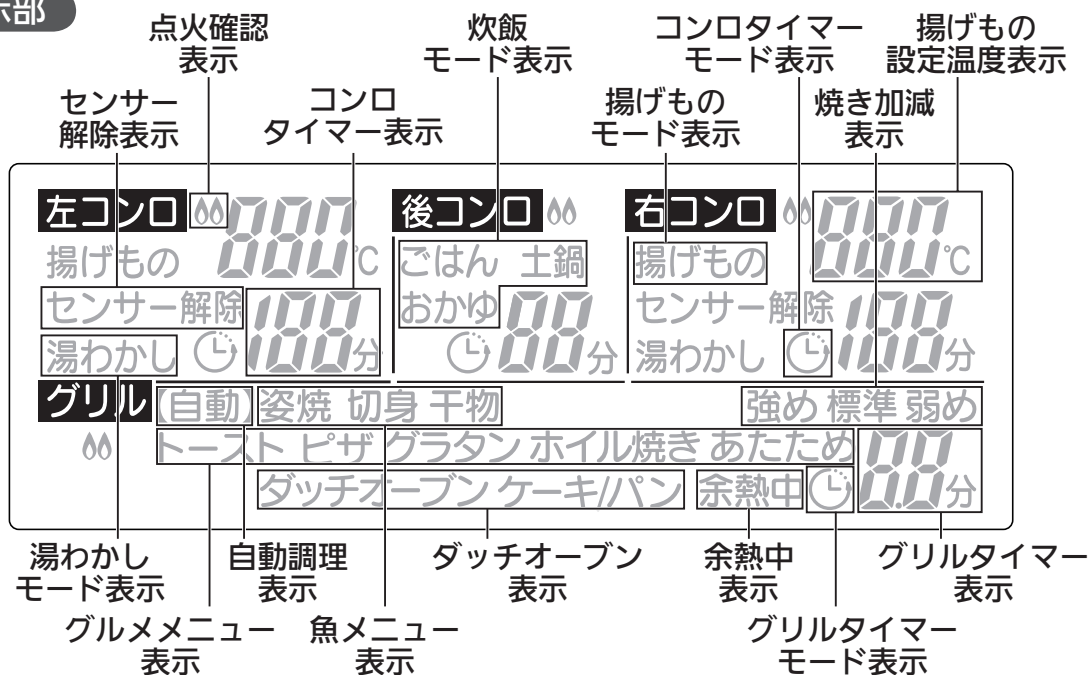 示部
点火確認
表示
炊飯
モード表示
コンロタイマー
モード表示
揚げもの
設定温度表示
センサー
解除表示
コンロ
タイマー表示
揚げもの
モード表示
焼き加減
表示
左コンロ 188.0℃
揚げもの
センサー解除
湯わかし 188分
後コンロ
ごはん 土鍋
おかゆ
88分
右コンロ 188℃
揚げもの
センサー解除
湯わかし 188分
グリル (自動) 姿焼 切身 干物 強め 標準 弱め
トースト ピザ グラタン ホイル焼き あたため
ダッチオーブン ケーキ/パン 余熱中 8.8分
湯わかし
モード表示
自動調理
表示
ダッチオーブン
表示
余熱中
表示
グリルタイマー
表示
グルメメニュー
表示
魚メニュー
表示
グリルタイマー
モード表示